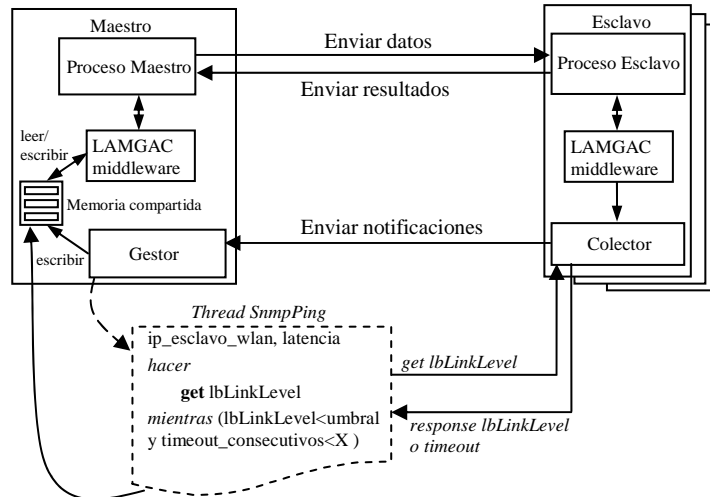 Maestro
Esclavo
Proceso Maestro
Enviar datos
Proceso Esclavo
Enviar resultados
leer/
escribir
LAMGAC
middleware
LAMGAC
middleware
Memoria compartida
Enviar notificaciones
escribir
Gestor
Colector
Thread SnmpPing
ip_esclavo_wlan, latencia
hacer
get lbLinkLevel
get lbLinkLevel
mientras (lbLinkLevel<umbral
y timeout_consecutivos<X )
response lbLinkLevel
o timeout